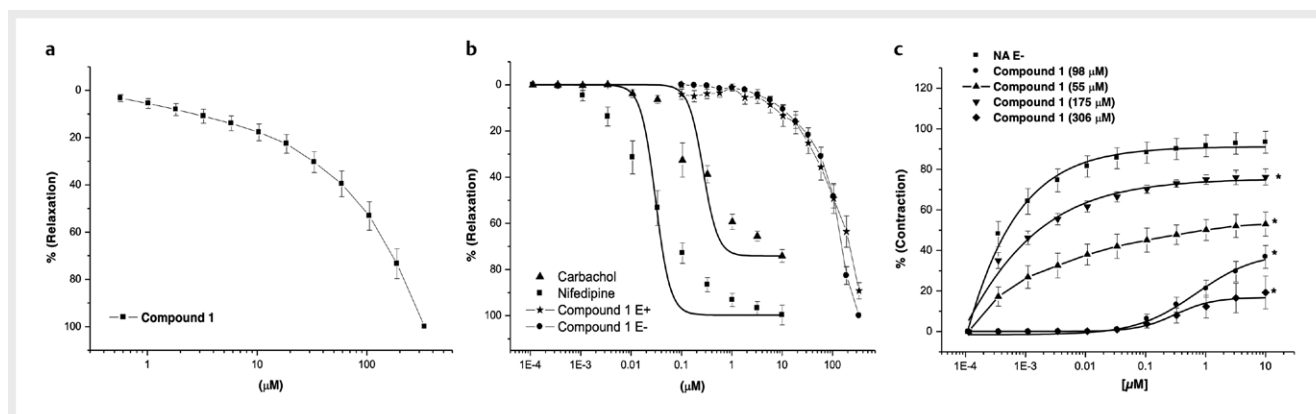 a
0
20
40
60
80
100
% (Relaxation)
Compound 1
1
10
100
(µM)
b
0
20
40
60
80
100
% (Relaxation)
Carbachol
Nifedipine
Compound 1 E+
Compound 1 E-
1E-4
1E-3
0.01
0.1
1
10
100
(µM)
c
NA E-
Compound 1 (98 µM)
Compound 1 (55 µM)
Compound 1 (175 µM)
Compound 1 (306 µM)
120
100
80
60
40
20
0
% (Contraction)
*
*
*
*
1E-4
1E-3
0.01
0.1
1
10
[µM]